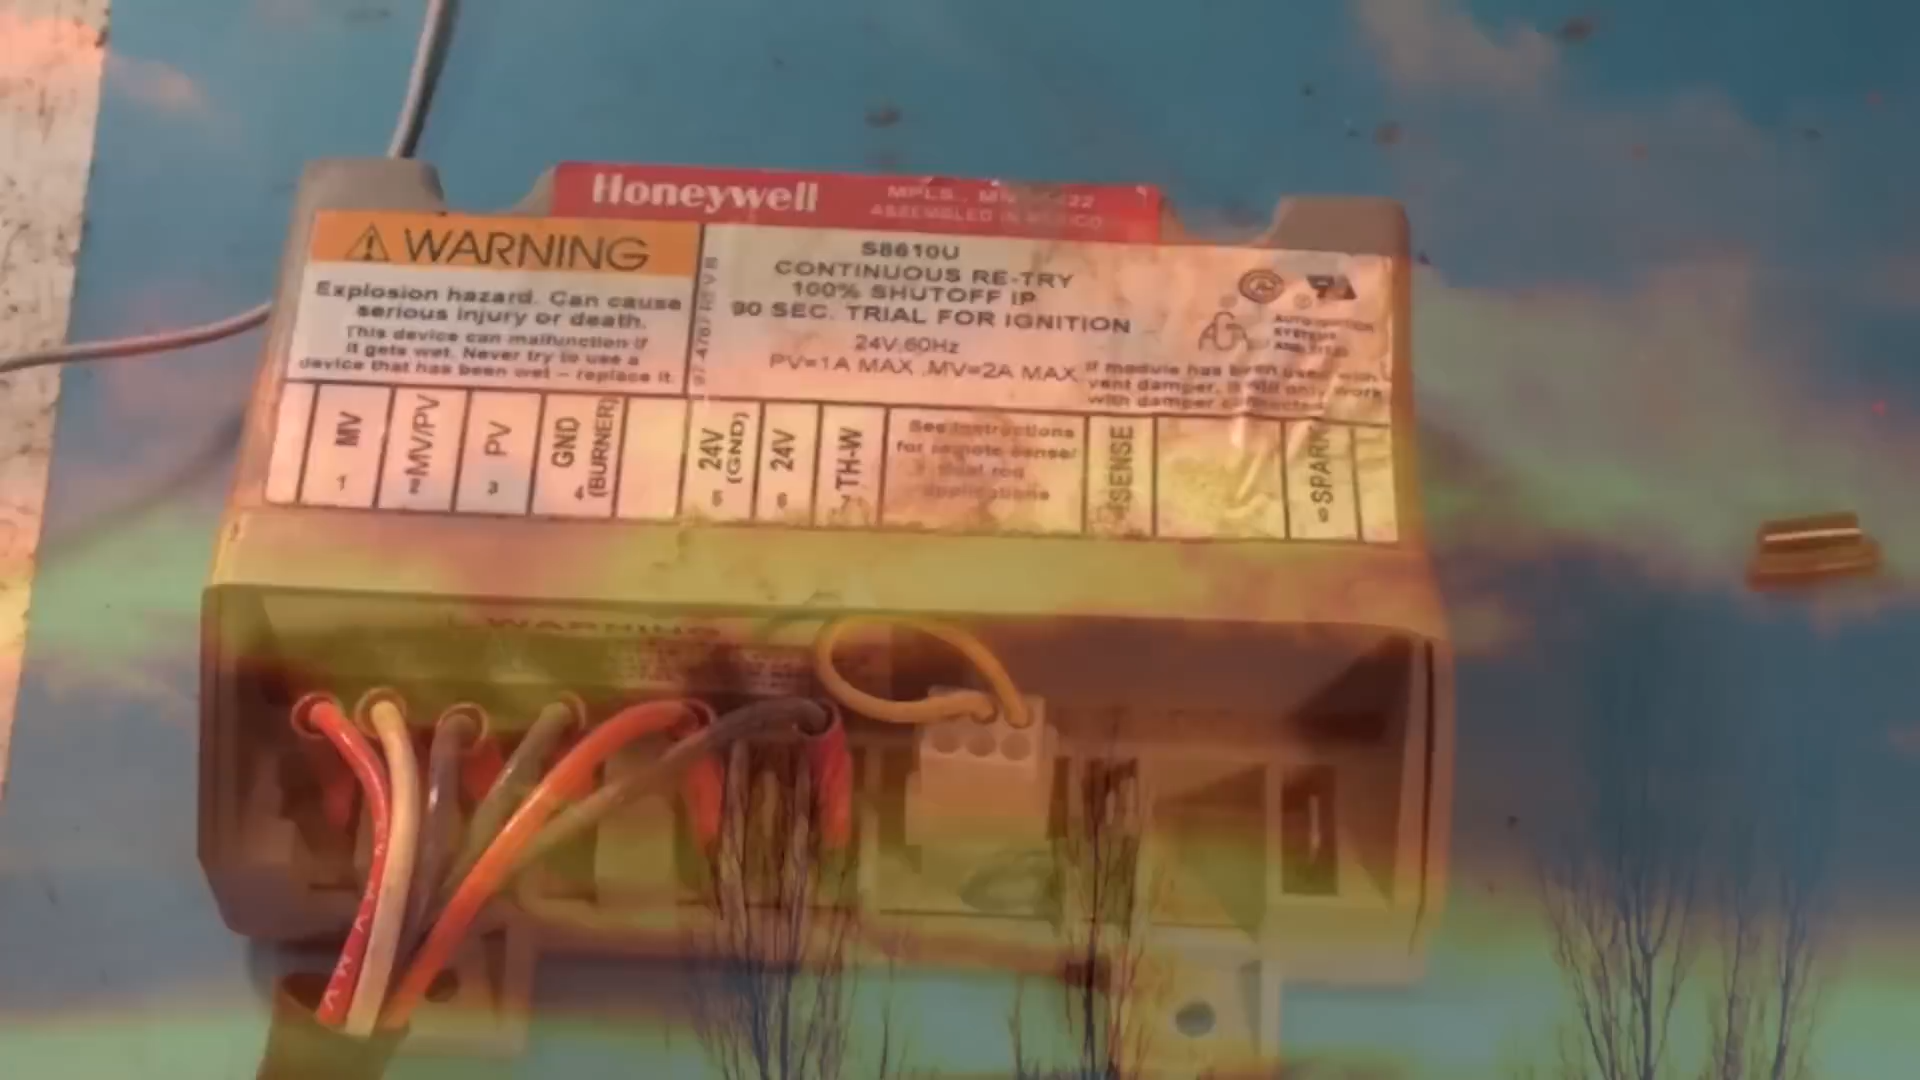 Honeywell
MPLS., MN
ASSEMBLED IN MEXICO
WARNING
Explosion hazard. Can cause
serious injury or death.
This device can malfunction if
it gets wet. Never try to use a
device that has been wet – replace it.
S8610U
CONTINUOUS RE-TRY
100% SHUTOFF IP
90 SEC. TRIAL FOR IGNITION
24V, 60Hz
PV=1A MAX, MV=2A MAX
If module has been used with
vent damper, it will only work
with damper connected.
MV
1
MV/PV
PV
3
GND
(BURNER)
4
24V
(GND)
5
24V
6
TH-W
7
See instructions
for remote sense/
dual rod
applications
SENSE
SPARK
WARNING